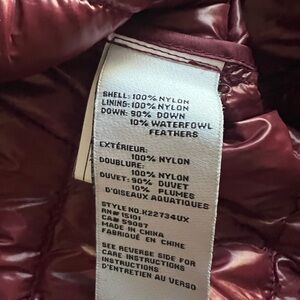 SHELL: 100% NYLON
LINING: 100% NYLON
DOWN: 90% DOWN
10% WATERFOWL
FEATHERS
EXTÉRIEUR:
100% NYLON
DOUBLURE:
100% NYLON
DUVET: 90% DUVET
10% PLUMES
D'OISEAUX AQUATIQUES
STYLE NO: X22734UX
RN# 15101
CA# 59087
MADE IN CHINA
FABRIQUÉ EN CHINE
SEE REVERSE SIDE FOR
CARE INSTRUCTIONS
INSTRUCTIONS
D'ENTRETIEN AU VERSO